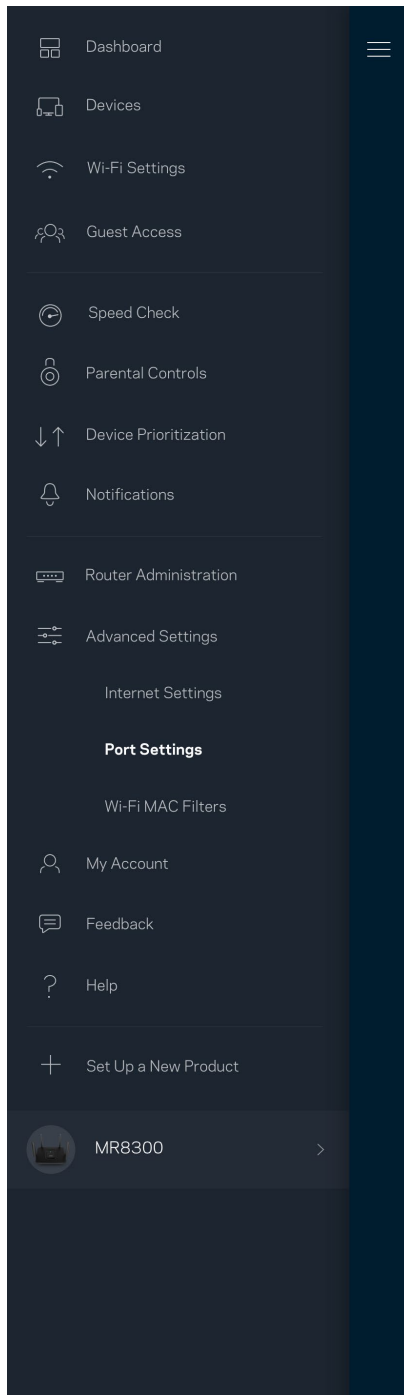 Dashboard
Devices
Wi-Fi Settings
Guest Access
Speed Check
Parental Controls
Device Prioritization
Notifications
Router Administration
Advanced Settings
Internet Settings
Port Settings
Wi-Fi MAC Filters
My Account
Feedback
Help
Set Up a New Product
MR8300